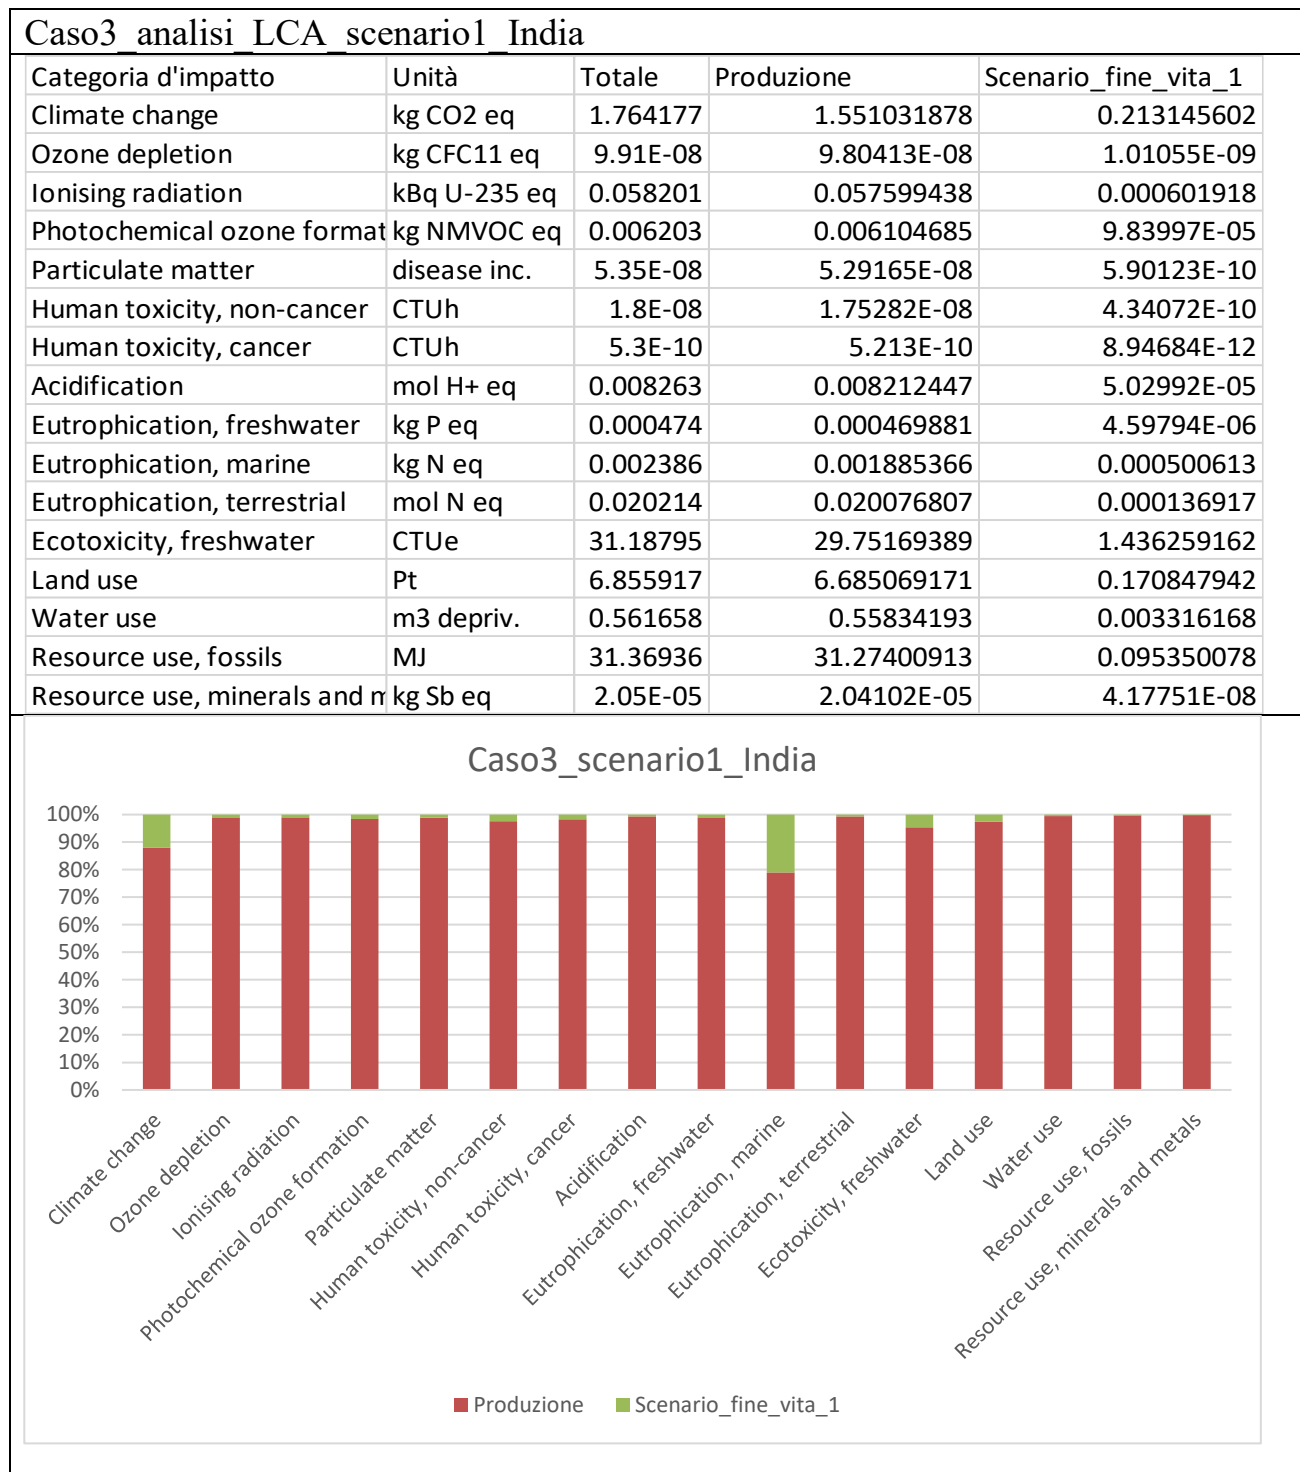 Caso3_analisi_LCA_scenario1_India
Categoria d'impatto Unità Totale Produzione Scenario_fine_vita_1
Climate change kg CO2 eq 1.764177 1.551031878 0.213145602
Ozone depletion kg CFC11 eq 9.91E-08 9.80413E-08 1.01055E-09
Ionising radiation kBq U-235 eq 0.058201 0.057599438 0.000601918
Photochemical ozone format kg NMVOC eq 0.006203 0.006104685 9.83997E-05
Particulate matter disease inc. 5.35E-08 5.29165E-08 5.90123E-10
Human toxicity, non-cancer CTUh 1.8E-08 1.75282E-08 4.34072E-10
Human toxicity, cancer CTUh 5.3E-10 5.213E-10 8.94684E-12
Acidification mol H+ eq 0.008263 0.008212447 5.02992E-05
Eutrophication, freshwater kg P eq 0.000474 0.000469881 4.59794E-06
Eutrophication, marine kg N eq 0.002386 0.001885366 0.000500613
Eutrophication, terrestrial mol N eq 0.020214 0.020076807 0.000136917
Ecotoxicity, freshwater CTUe 31.18795 29.75169389 1.436259162
Land use Pt 6.855917 6.685069171 0.170847942
Water use m3 depriv. 0.561658 0.55834193 0.003316168
Resource use, fossils MJ 31.36936 31.27400913 0.095350078
Resource use, minerals and m kg Sb eq 2.05E-05 2.04102E-05 4.17751E-08
Caso3_scenario1_India
100%
90%
80%
70%
60%
50%
40%
30%
20%
10%
0%
Climate change
Ozone depletion
Ionising radiation
Photochemical ozone formation
Particulate matter
Human toxicity, non-cancer
Human toxicity, cancer
Acidification
Eutrophication, freshwater
Eutrophication, marine
Eutrophication, terrestrial
Ecotoxicity, freshwater
Land use
Water use
Resource use, fossils
Resource use, minerals and metals
Produzione Scenario_fine_vita_1